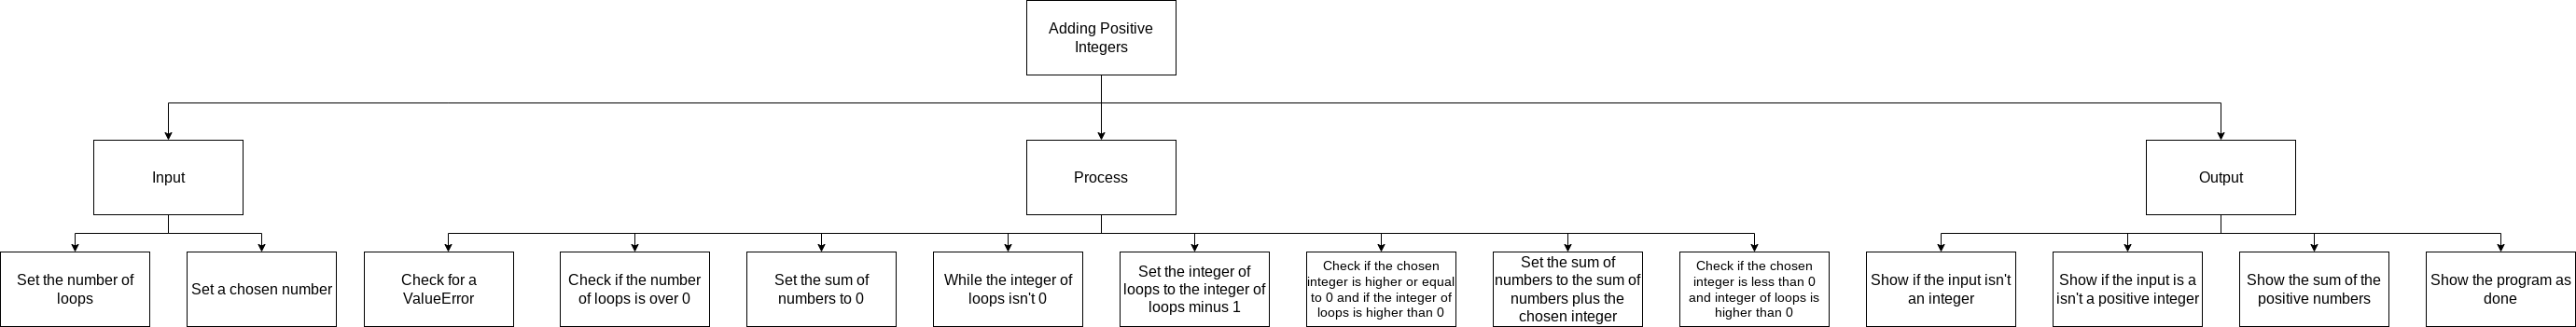 Adding Positive
Integers
Input
Process
Output
Set the number of
loops
Set a chosen number
Check for a
ValueError
Check if the number
of loops is over 0
Set the sum of
numbers to 0
While the integer of
loops isn't 0
Set the integer of
loops to the integer of
loops minus 1
Check if the chosen
integer is higher or equal
to 0 and if the integer of
loops is higher than 0
Set the sum of
numbers to the sum of
numbers plus the
chosen integer
Check if the chosen
integer is less than 0
and integer of loops is
higher than 0
Show if the input isn't
an integer
Show if the input is a
isn't a positive integer
Show the sum of the
positive numbers
Show the program as
done